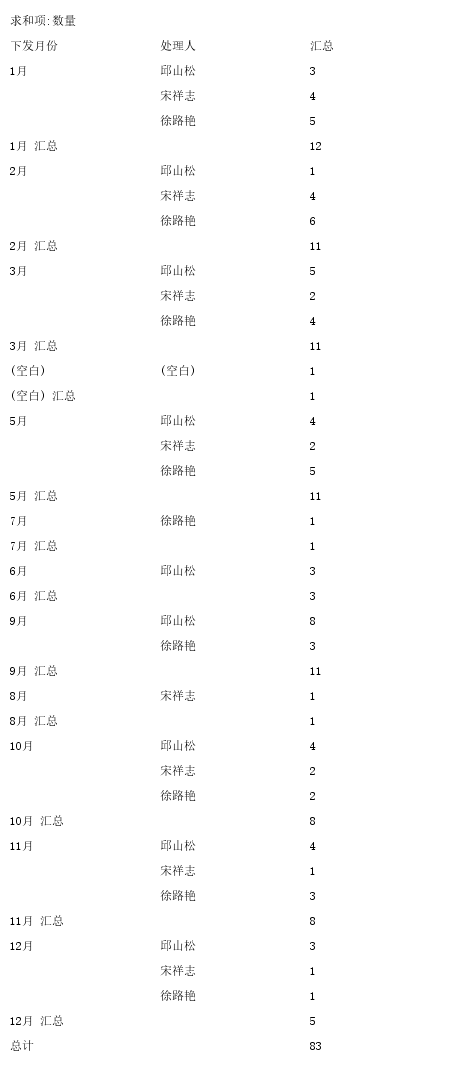 求和项:数量
下发月份 处理人 汇总
1月 邱山松 3
宋祥志 4
徐路艳 5
1月 汇总 12
2月 邱山松 1
宋祥志 4
徐路艳 6
2月 汇总 11
3月 邱山松 5
宋祥志 2
徐路艳 4
3月 汇总 11
(空白) (空白) 1
(空白) 汇总 1
5月 邱山松 4
宋祥志 2
徐路艳 5
5月 汇总 11
7月 徐路艳 1
7月 汇总 1
6月 邱山松 3
6月 汇总 3
9月 邱山松 8
徐路艳 3
9月 汇总 11
8月 宋祥志 1
8月 汇总 1
10月 邱山松 4
宋祥志 2
徐路艳 2
10月 汇总 8
11月 邱山松 4
宋祥志 1
徐路艳 3
11月 汇总 8
12月 邱山松 3
宋祥志 1
徐路艳 1
12月 汇总 5
总计 83